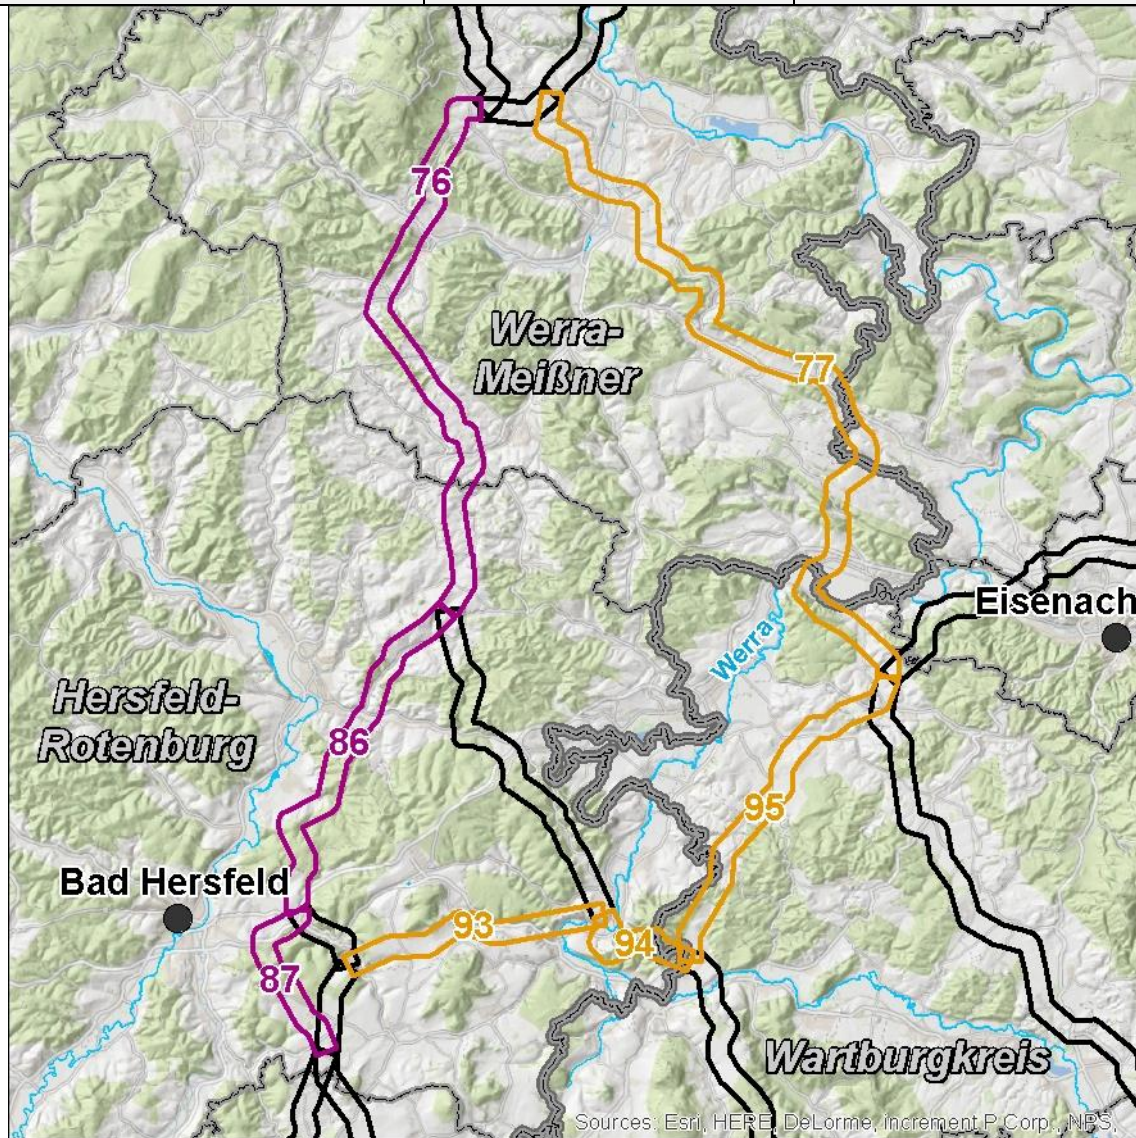 76
Werra-
Meißner
77
Eisenach
Werra
Hersfeld-
Rotenburg
86
95
Bad Hersfeld
93
94
87
Wartburgkreis
Sources: Esri, HERE, DeLorme, increment P Corp., NPS,